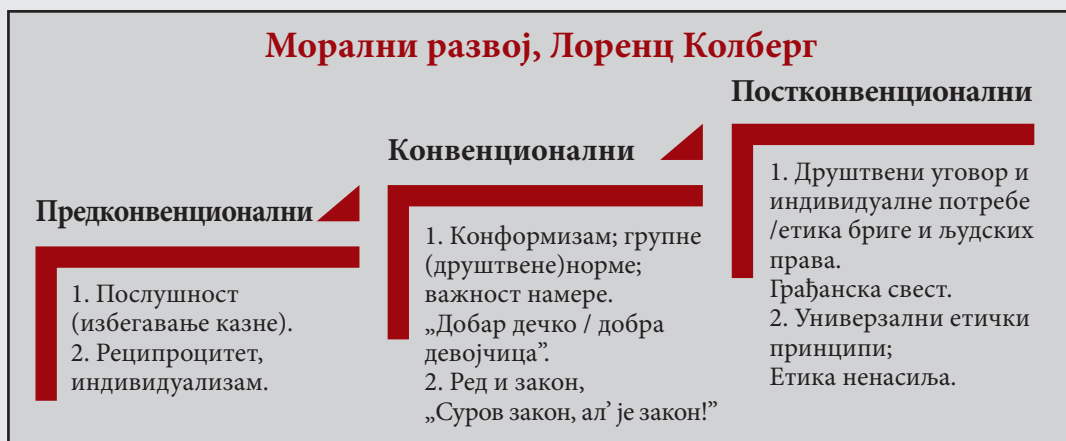 Морални развој, Лоренц Колберг
Предконвенционални
1. Послушност
(избегавање казне).
2. Реципроцитет,
индивидуализам.
Конвенционални
1. Конформизам; групне
(друштвене)норме;
важност намере.
„Добар дечко / добра
девојчица”.
2. Ред и закон,
„Суров закон, ал’ је закон!”
Постконвенционални
1. Друштвени уговор и
индивидуалне потребе
/етика бриге и људских
права.
Грађанска свест.
2. Универзални етички
принципи;
Етика ненасиља.